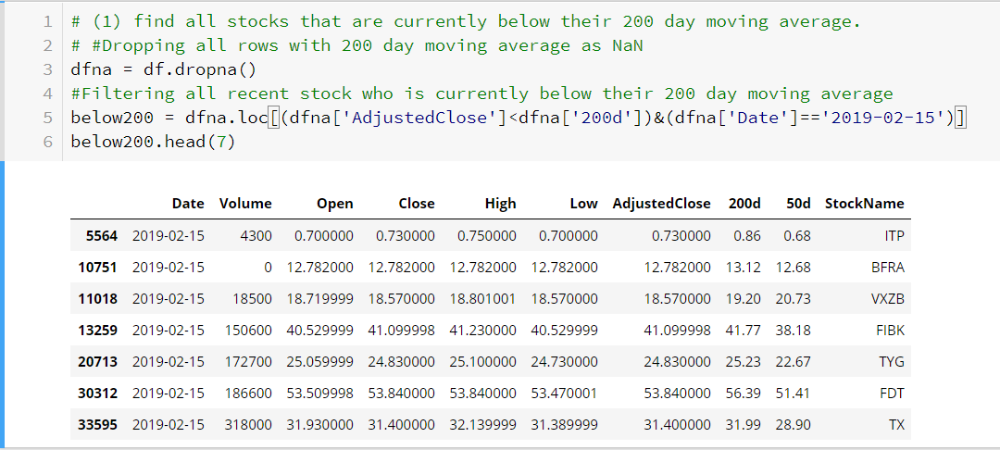 1 # (1) find all stocks that are currently below their 200 day moving average.
2 # #Dropping all rows with 200 day moving average as NaN
3 dfna = df.dropna()
4 #Filtering all recent stock who is currently below their 200 day moving average
5 below200 = dfna.loc[(dfna['AdjustedClose']<dfna['200d'])&(dfna['Date']=='2019-02-15')]
6 below200.head(7)
Date Volume Open Close High Low AdjustedClose 200d 50d StockName
5564 2019-02-15 4300 0.700000 0.730000 0.750000 0.700000 0.730000 0.86 0.68 ITP
10751 2019-02-15 0 12.782000 12.782000 12.782000 12.782000 12.782000 13.12 12.68 BFRA
11018 2019-02-15 18500 18.719999 18.570000 18.801001 18.570000 18.570000 19.20 20.73 VXZB
13259 2019-02-15 150600 40.529999 41.099998 41.230000 40.529999 41.099998 41.77 38.18 FIBK
20713 2019-02-15 172700 25.059999 24.830000 25.100000 24.730000 24.830000 25.23 22.67 TYG
30312 2019-02-15 186600 53.509998 53.840000 53.840000 53.470001 53.840000 56.39 51.41 FDT
33595 2019-02-15 318000 31.930000 31.400000 32.139999 31.389999 31.400000 31.99 28.90 TX